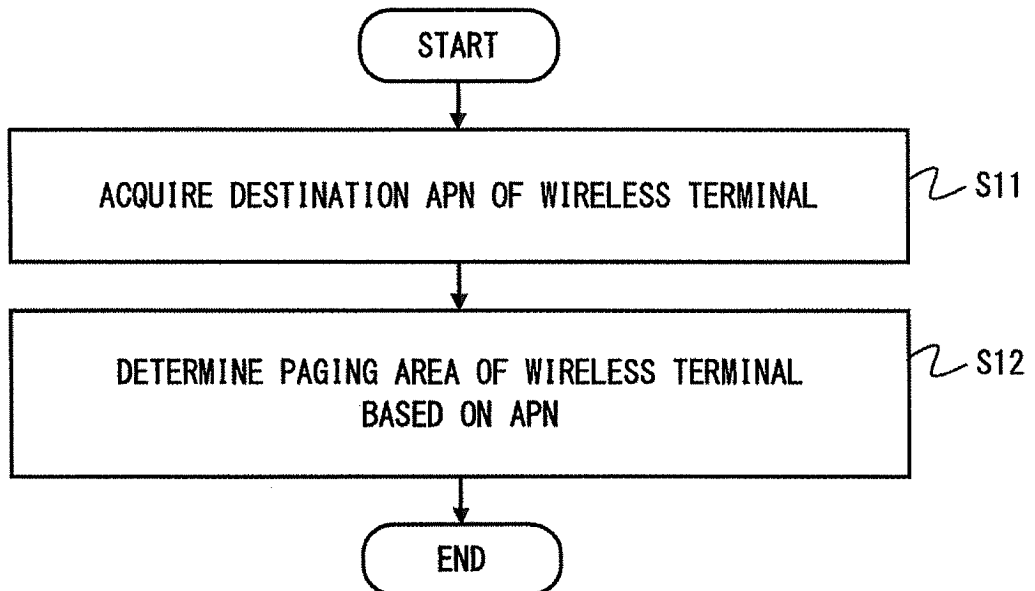 START
ACQUIRE DESTINATION APN OF WIRELESS TERMINAL
S11
DETERMINE PAGING AREA OF WIRELESS TERMINAL
BASED ON APN
S12
END